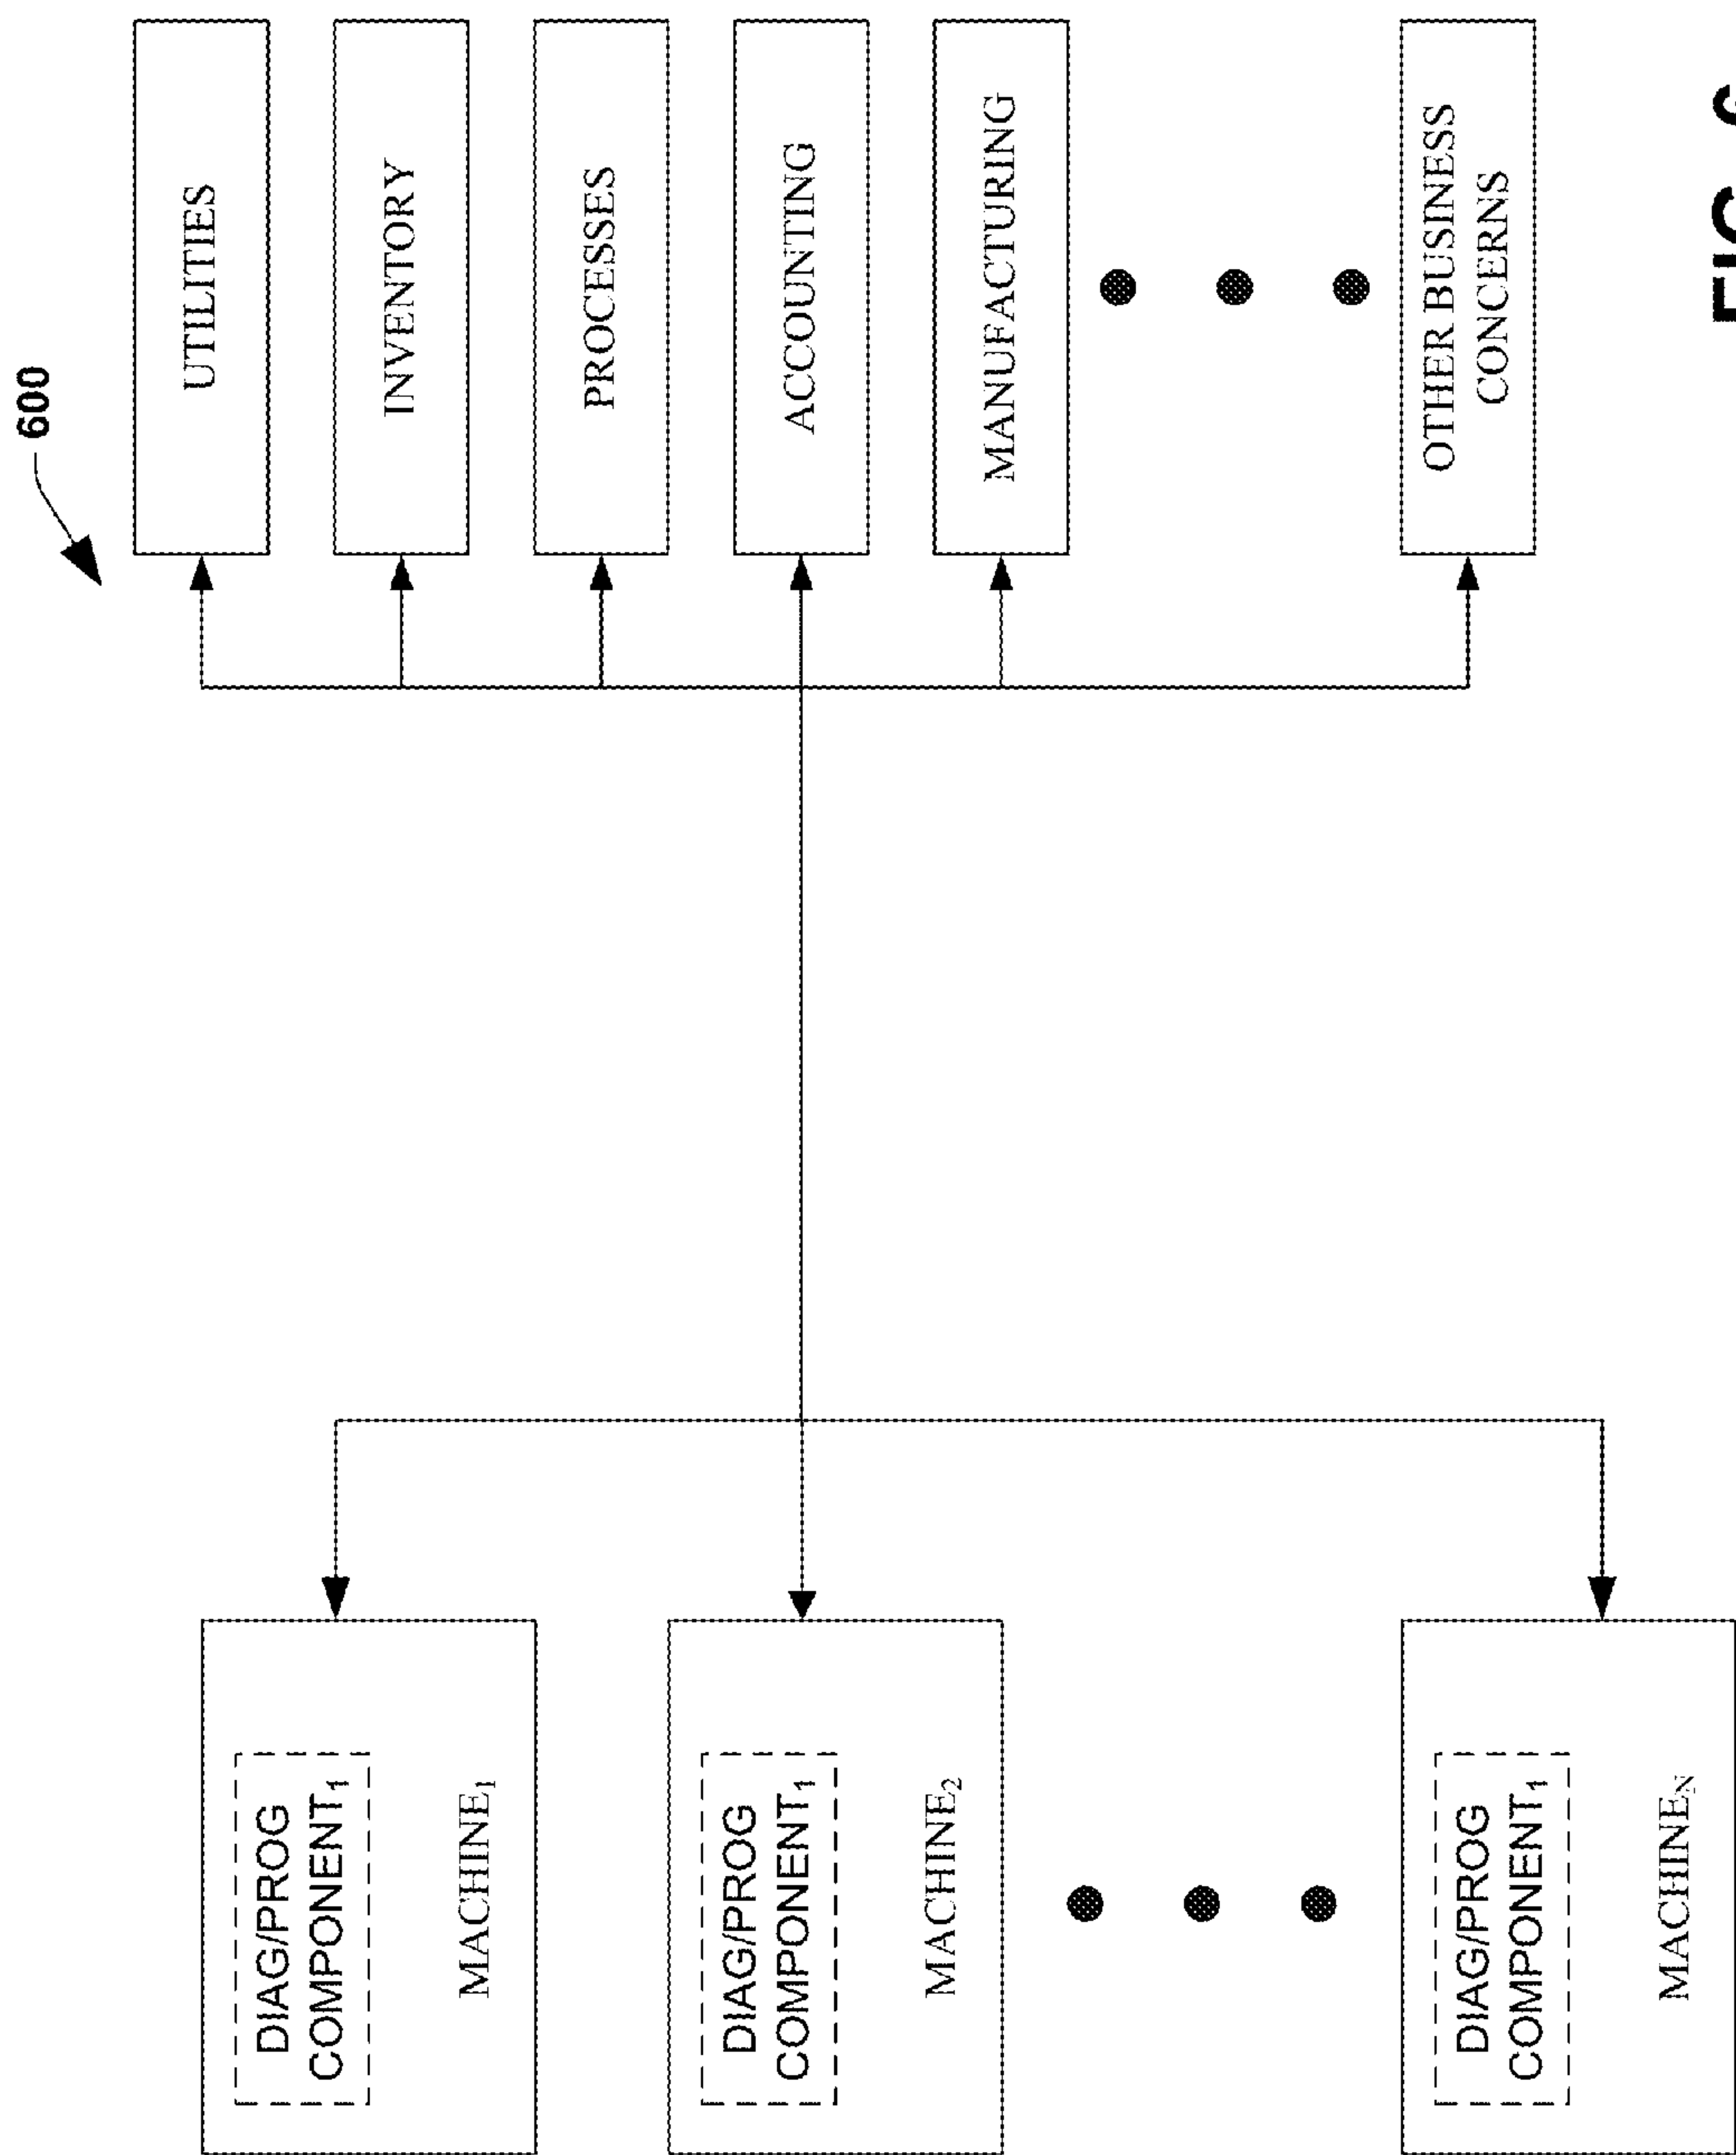 600
DIAG/PROG
COMPONENT₁
MACHINE₁
DIAG/PROG
COMPONENT₁
MACHINE₂
DIAG/PROG
COMPONENT₁
MACHINE_N
UTILITIES
INVENTORY
PROCESSES
ACCOUNTING
MANUFACTURING
OTHER BUSINESS
CONCERNS